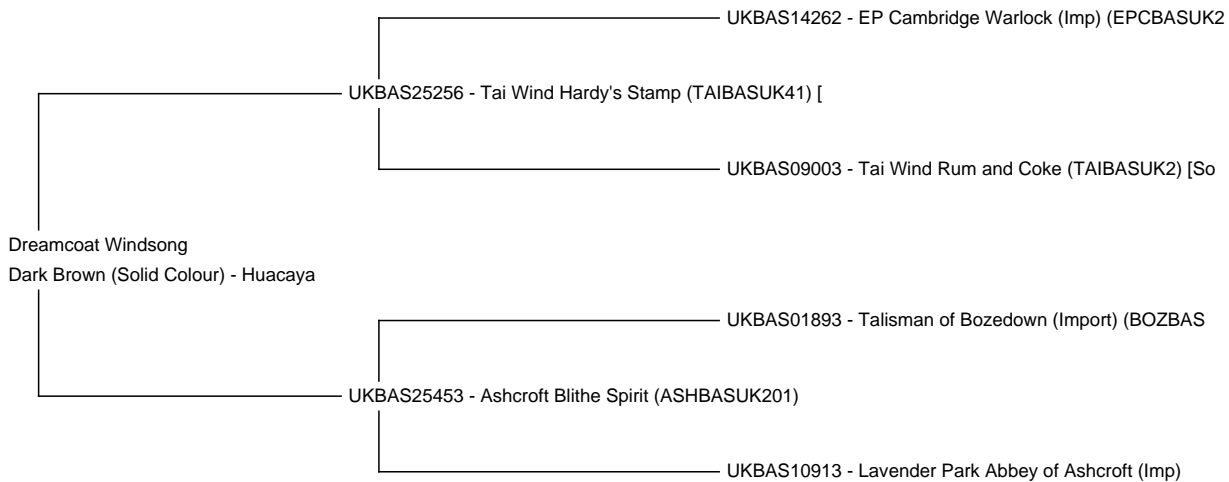 UKBAS14262 - EP Cambridge Warlock (Imp) (EPCBASUK2
UKBAS25256 - Tai Wind Hardy's Stamp (TAIBASUK41) [
UKBAS09003 - Tai Wind Rum and Coke (TAIBASUK2) [So
Dreamcoat Windsong
Dark Brown (Solid Colour) - Huacaya
UKBAS01893 - Talisman of Bozedown (Import) (BOZBAS
UKBAS25453 - Ashcroft Blithe Spirit (ASHBASUK201)
UKBAS10913 - Lavender Park Abbey of Ashcroft (Imp)